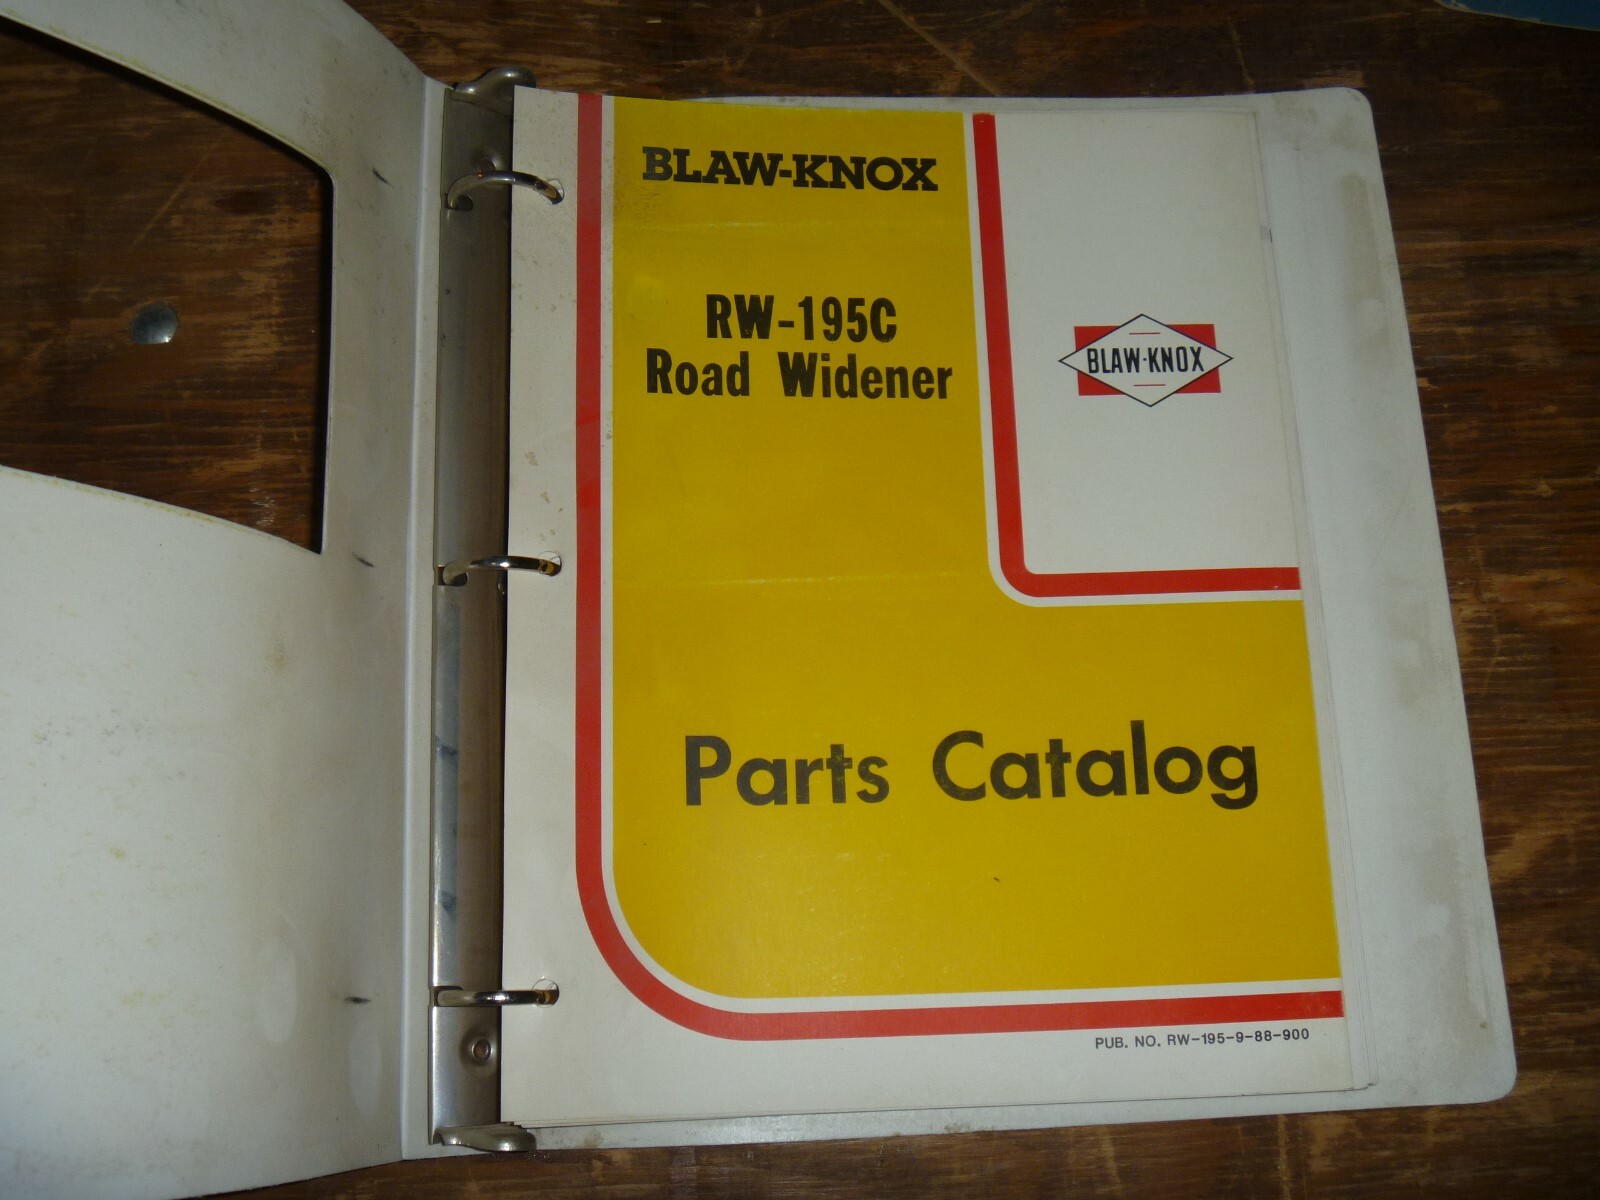 BLAW-KNOX
RW-195C
Road Widener
BLAW-KNOX
Parts Catalog
PUB. NO. RW-195-9-88-900